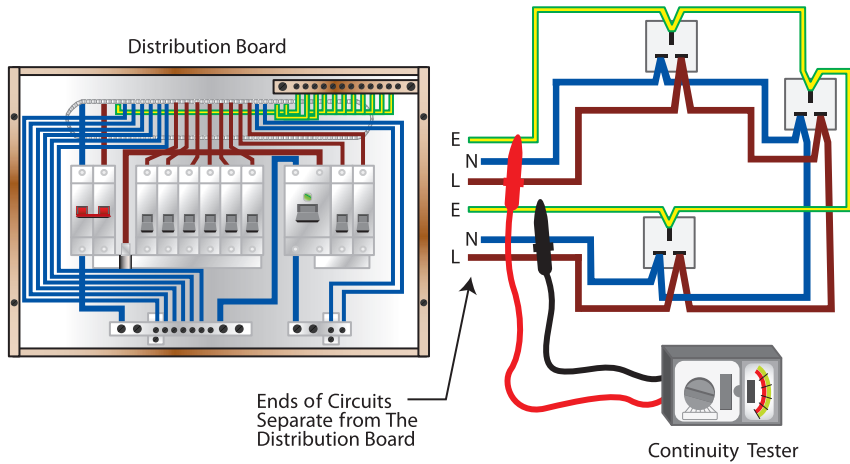 Distribution Board
E
N
L
E
N
L
Ends of Circuits
Separate from The
Distribution Board
Continuity Tester